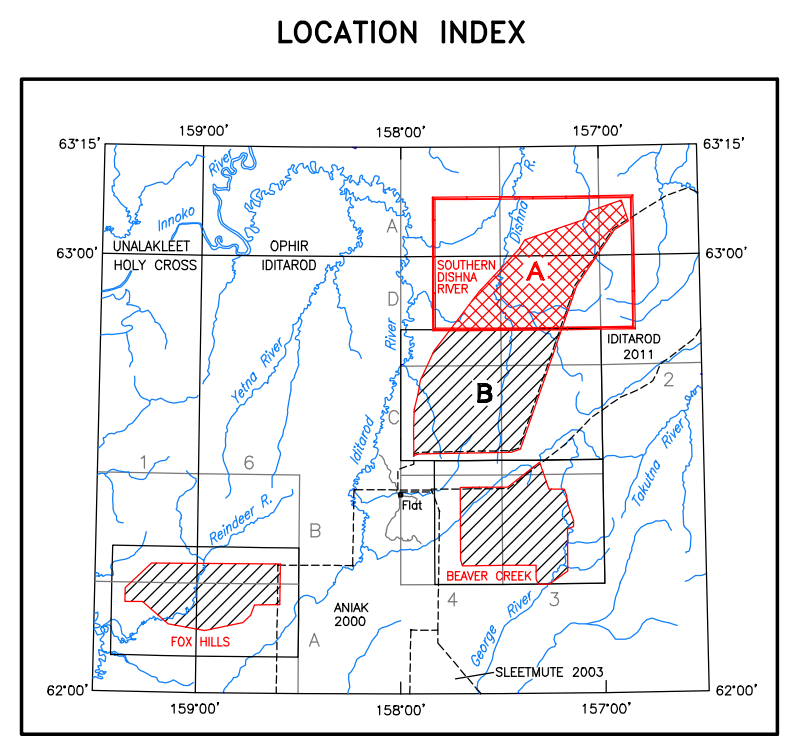 LOCATION INDEX
159°00'
158°00'
157°00'
63°15'
63°15'
River
Innoko
Dishna R.
A
UNALAKLEET
OPHIR
63°00'
63°00'
HOLY CROSS
IDITAROD
SOUTHERN
DISHNA
RIVER
A
D
IDITAROD
2011
Yetna River
Iditarod River
B
2
C
1
6
Takutna River
Reindeer R.
Flat
B
BEAVER CREEK
4
3
ANIAK
2000
FOX HILLS
A
George River
SLEETMUTE 2003
62°00'
62°00'
159°00'
158°00'
157°00'